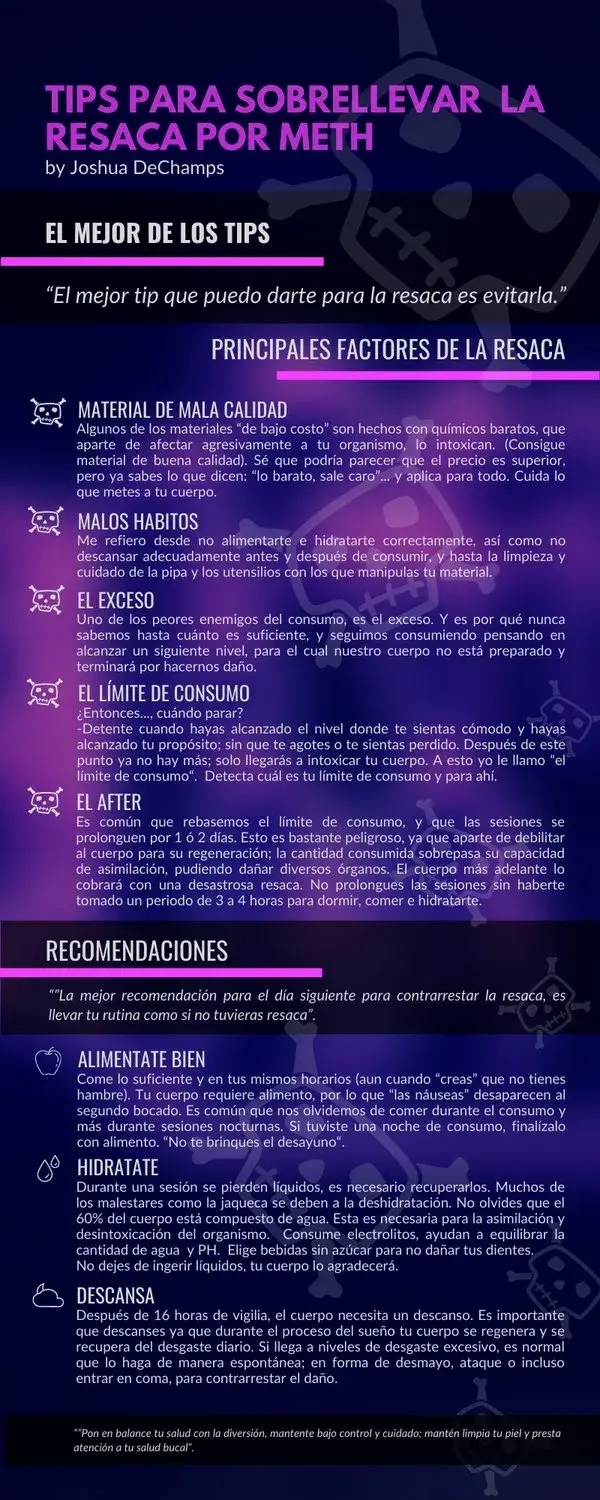 TIPS PARA SOBRELLEVAR LA
RESACA POR METH
by Joshua DeChamps
EL MEJOR DE LOS TIPS
“El mejor tip que puedo darte para la resaca es evitarla.”
PRINCIPALES FACTORES DE LA RESACA
MATERIAL DE MALA CALIDAD
Algunos de los materiales “de bajo costo” son hechos con químicos baratos, que
aparte de afectar agresivamente a tu organismo, lo intoxican. (Consigue
material de buena calidad). Sé que podría parecer que el precio es superior,
pero ya sabes lo que dicen: “lo barato, sale caro”... y aplica para todo. Cuida lo
que metes a tu cuerpo.
MALOS HABITOS
Me refiero desde no alimentarte e hidratarte correctamente, así como no
descansar adecuadamente antes y después de consumir, y hasta la limpieza y
cuidado de la pipa y los utensilios con los que manipulas tu material.
EL EXCESO
Uno de los peores enemigos del consumo, es el exceso. Y es por qué nunca
sabemos hasta cuánto es suficiente, y seguimos consumiendo pensando en
alcanzar un siguiente nivel, para el cual nuestro cuerpo no está preparado y
terminará por hacernos daño.
EL LÍMITE DE CONSUMO
¿Entonces..., cuándo parar?
-Detente cuando hayas alcanzado el nivel donde te sientas cómodo y hayas
alcanzado tu propósito; sin que te agotes o te sientas perdido. Después de este
punto ya no hay más; solo llegarás a intoxicar tu cuerpo. A esto yo le llamo “el
límite de consumo“. Detecta cuál es tu límite de consumo y para ahí.
EL AFTER
Es común que rebasemos el límite de consumo, y que las sesiones se
prolonguen por 1 ó 2 días. Esto es bastante peligroso, ya que aparte de debilitar
al cuerpo para su regeneración; la cantidad consumida sobrepasa su capacidad
de asimilación, pudiendo dañar diversos órganos. El cuerpo más adelante lo
cobrará con una desastrosa resaca. No prolongues las sesiones sin haberte
tomado un periodo de 3 a 4 horas para dormir, comer e hidratarte.
RECOMENDACIONES
“”La mejor recomendación para el día siguiente para contrarrestar la resaca, es
llevar tu rutina como si no tuvieras resaca”.
ALIMENTATE BIEN
Come lo suficiente y en tus mismos horarios (aun cuando “creas” que no tienes
hambre). Tu cuerpo requiere alimento, por lo que “las náuseas” desaparecen al
segundo bocado. Es común que nos olvidemos de comer durante el consumo y
más durante sesiones nocturnas. Si tuviste una noche de consumo, finalízalo
con alimento. “No te brinques el desayuno“.
HIDRATATE
Durante una sesión se pierden líquidos, es necesario recuperarlos. Muchos de
los malestares como la jaqueca se deben a la deshidratación. No olvides que el
60% del cuerpo está compuesto de agua. Esta es necesaria para la asimilación y
desintoxicación del organismo. Consume electrolitos, ayudan a equilibrar la
cantidad de agua y PH. Elige bebidas sin azúcar para no dañar tus dientes.
No dejes de ingerir líquidos, tu cuerpo lo agradecerá.
DESCANSA
Después de 16 horas de vigilia, el cuerpo necesita un descanso. Es importante
que descanses ya que durante el proceso del sueño tu cuerpo se regenera y se
recupera del desgaste diario. Si llega a niveles de desgaste excesivo, es normal
que lo haga de manera espontánea; en forma de desmayo, ataque o incluso
entrar en coma, para contrarrestar el daño.
“”Pon en balance tu salud con la diversión, mantente bajo control y cuidado; mantén limpia tu piel y presta
atención a tu salud bucal”.